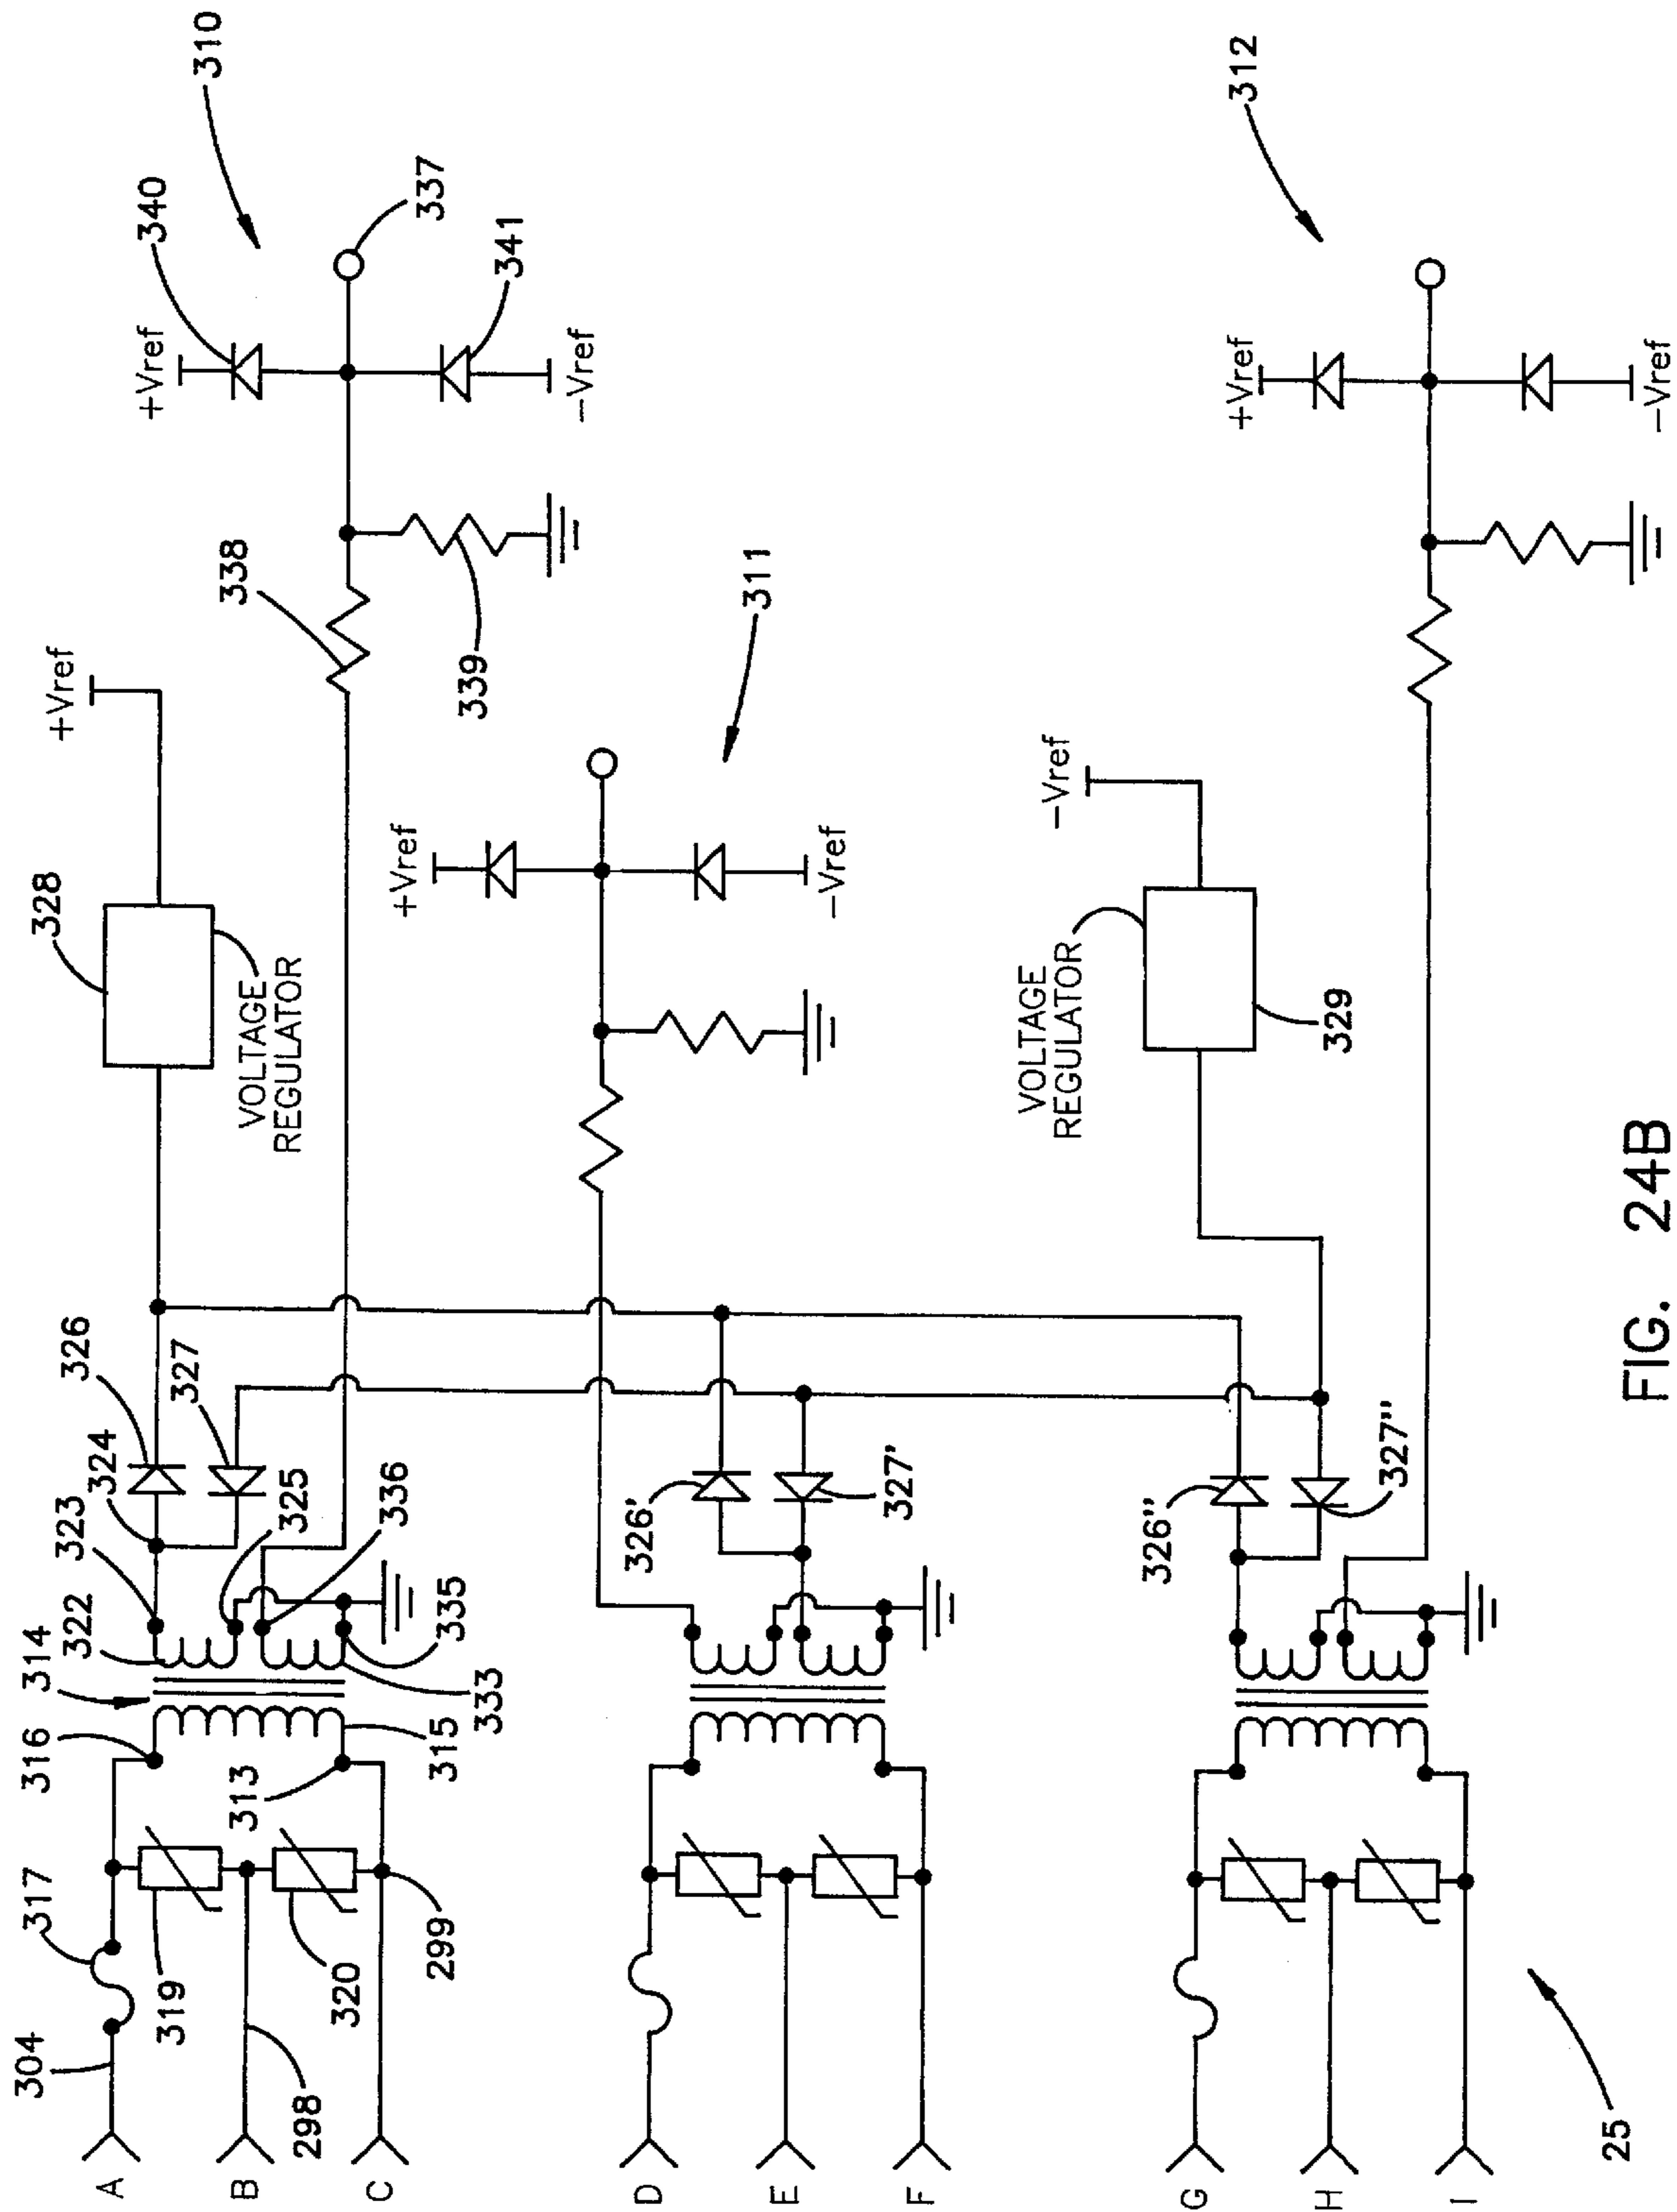 310
340
+Vref
337
341
-Vref
312
+Vref
-Vref
338
339
+Vref
328
VOLTAGE
REGULATOR
311
+Vref
-Vref
-Vref
VOLTAGE
REGULATOR
329
326
327
324
323
322
325
336
314
335
333
316
315
313
317
319
320
299
304
298
326'
327'
326"
327"
A
B
C
D
E
F
G
H
I
25
FIG. 24B